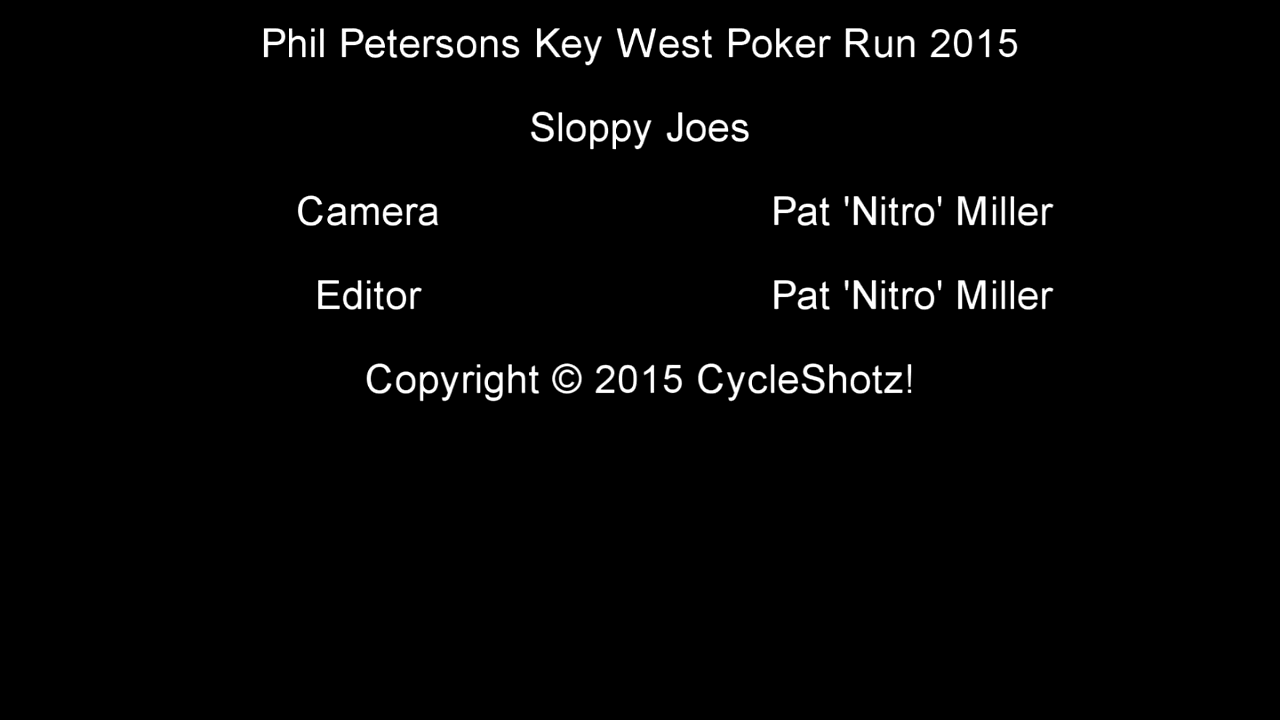 Phil Petersons Key West Poker Run 2015
Sloppy Joes
Camera Pat 'Nitro' Miller
Editor Pat 'Nitro' Miller
Copyright © 2015 CycleShotz!